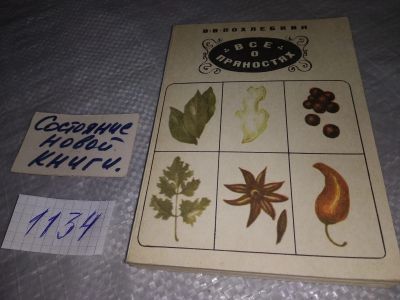 В.В.ПОХЛЕБКИН
ВСЕ
О
ПРЯНОСТЯХ
Состояние
новой
книги.
1134